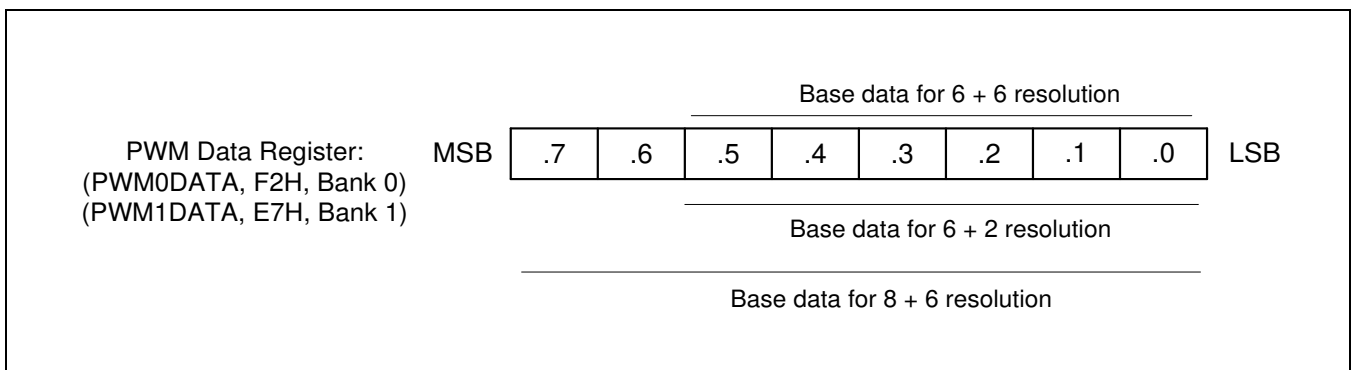 Base data for 6 + 6 resolution
PWM Data Register: MSB .7 .6 .5 .4 .3 .2 .1 .0 LSB
(PWM0DATA, F2H, Bank 0)
(PWM1DATA, E7H, Bank 1)
Base data for 6 + 2 resolution
Base data for 8 + 6 resolution